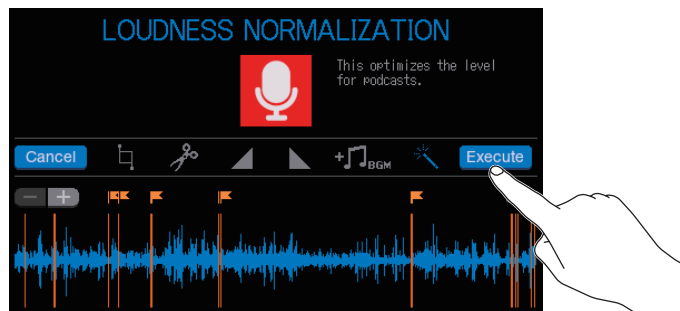 LOUDNESS NORMALIZATION
This optimizes the level
for podcasts.
Cancel
+
BGM
Execute
− +